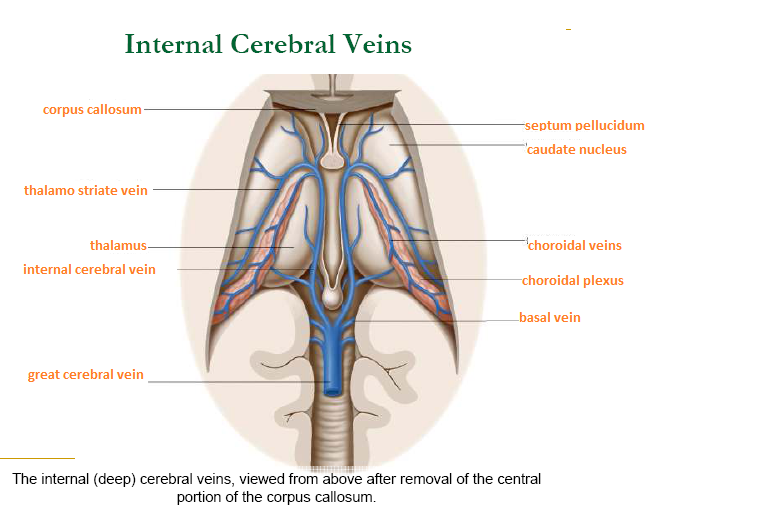 Internal Cerebral Veins
corpus callosum
septum pellucidum
caudate nucleus
thalamo striate vein
thalamus
choroidal veins
internal cerebral vein
choroidal plexus
basal vein
great cerebral vein
The internal (deep) cerebral veins, viewed from above after removal of the central
portion of the corpus callosum.